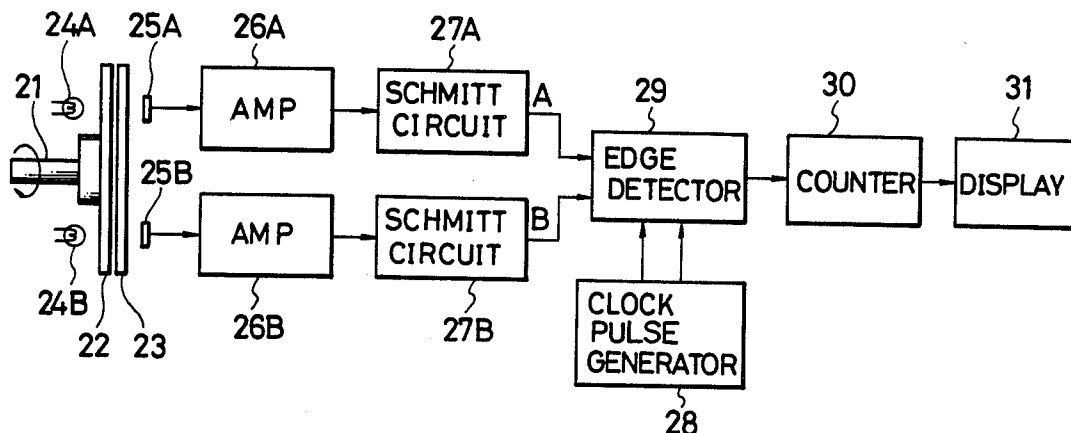 24A
25A
26A
27A
21
AMP
SCHMITT
CIRCUIT
A
29
30
31
25B
EDGE
DETECTOR
COUNTER
DISPLAY
AMP
SCHMITT
CIRCUIT
B
24B
22
23
26B
27B
CLOCK
PULSE
GENERATOR
28